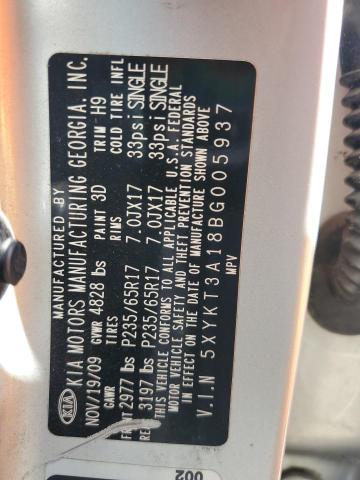 KIA
MANUFACTURED BY
KIA MOTORS MANUFACTURING GEORGIA. INC.
NOV/19/09 GVWR 4828 lbs PAINT 3D TRIM H9
GAWR TIRES RIMS COLD TIRE INFL
2977 lbs P235/65R17 7.0JX17 33psi SINGLE
3197 lbs P235/65R17 7.0JX17 33psi SINGLE
THIS VEHICLE CONFORMS TO ALL APPLICABLE U.S.A. FEDERAL
MOTOR VEHICLE SAFETY AND THEFT PREVENTION STANDARDS
IN EFFECT ON THE DATE OF MANUFACTURE SHOWN ABOVE
V.I.N 5XYKT3A18BG005937
MPV
002